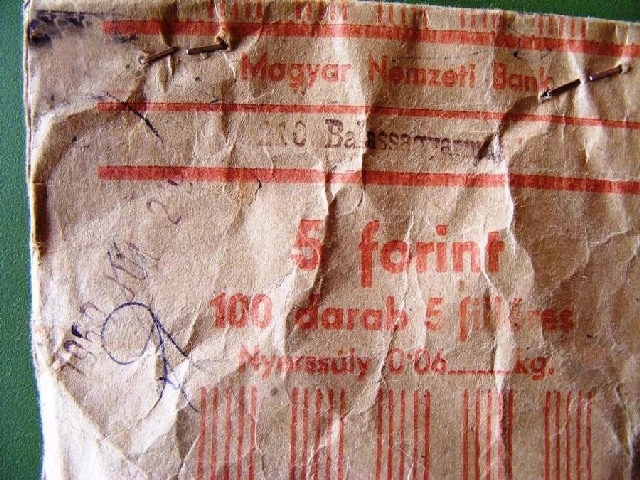 Magyar Nemzeti Bank
Balassagyarmat
5 forint
100 darab 5 filléres
Nyerssúly 0·06 kg.